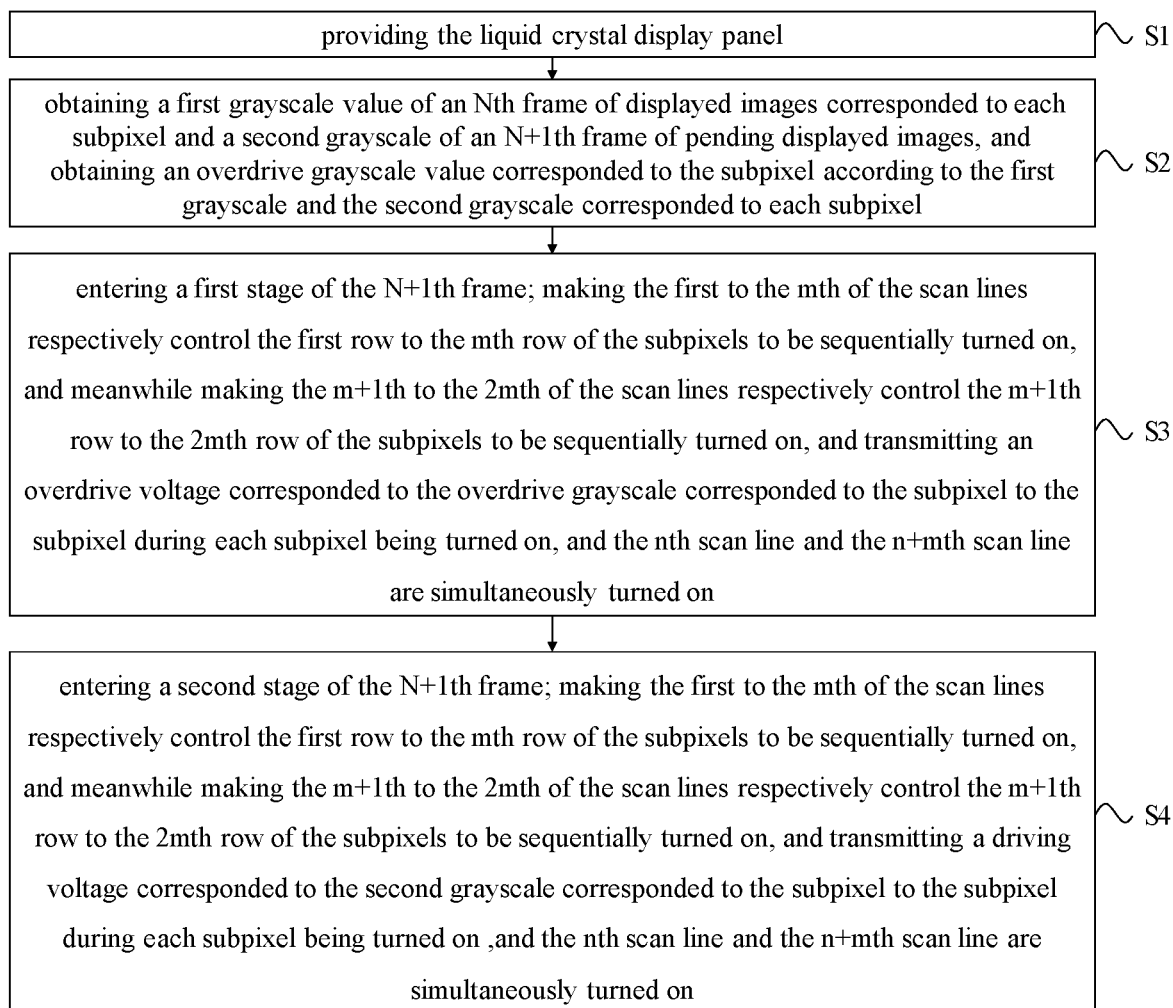 providing the liquid crystal display panel
S1
obtaining a first grayscale value of an Nth frame of displayed images corresponded to each
subpixel and a second grayscale of an N+1th frame of pending displayed images, and
obtaining an overdrive grayscale value corresponded to the subpixel according to the first
grayscale and the second grayscale corresponded to each subpixel
S2
entering a first stage of the N+1th frame; making the first to the mth of the scan lines
respectively control the first row to the mth row of the subpixels to be sequentially turned on,
and meanwhile making the m+1th to the 2mth of the scan lines respectively control the m+1th
row to the 2mth row of the subpixels to be sequentially turned on, and transmitting an
overdrive voltage corresponded to the overdrive grayscale corresponded to the subpixel to the
subpixel during each subpixel being turned on, and the nth scan line and the n+mth scan line
are simultaneously turned on
S3
entering a second stage of the N+1th frame; making the first to the mth of the scan lines
respectively control the first row to the mth row of the subpixels to be sequentially turned on,
and meanwhile making the m+1th to the 2mth of the scan lines respectively control the m+1th
row to the 2mth row of the subpixels to be sequentially turned on, and transmitting a driving
voltage corresponded to the second grayscale corresponded to the subpixel to the subpixel
during each subpixel being turned on ,and the nth scan line and the n+mth scan line are
simultaneously turned on
S4